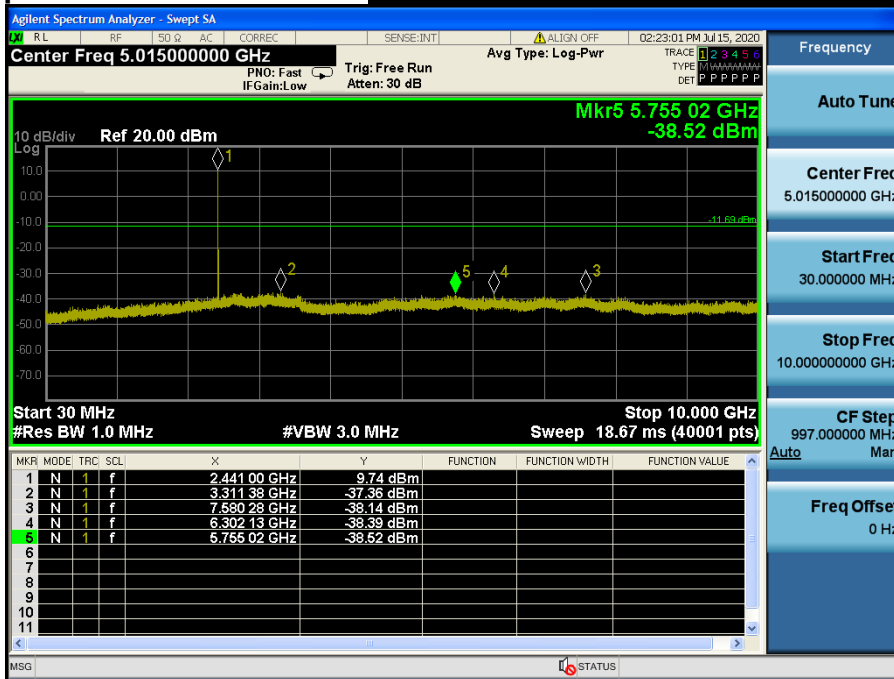 Agilent Spectrum Analyzer - Swept SA
LXI RL RF 50 Ω AC CORREC SENSE:INT ALIGN OFF 02:23:01 PM Jul 15, 2020
Center Freq 5.015000000 GHz
PNO: Fast
IFGain:Low
Trig: Free Run
Atten: 30 dB
Avg Type: Log-Pwr
TRACE 1 2 3 4 5 6
TYPE M
DET P P P P P P
Mkr5 5.755 02 GHz
-38.52 dBm
10 dB/div Ref 20.00 dBm
Log
10.0
0.00
-10.0
-20.0
-30.0
-40.0
-50.0
-60.0
-70.0
-11.69 dBm
1
2
5
4
3
Start 30 MHz Stop 10.000 GHz
#Res BW 1.0 MHz #VBW 3.0 MHz Sweep 18.67 ms (40001 pts)
MKR MODE TRC SCL X Y FUNCTION FUNCTION WIDTH FUNCTION VALUE
1 N 1 f 2.441 00 GHz 9.74 dBm
2 N 1 f 3.311 38 GHz -37.36 dBm
3 N 1 f 7.580 28 GHz -38.14 dBm
4 N 1 f 6.302 13 GHz -38.39 dBm
5 N 1 f 5.755 02 GHz -38.52 dBm
6
7
8
9
10
11
MSG STATUS
Frequency
Auto Tune
Center Freq
5.015000000 GHz
Start Freq
30.000000 MHz
Stop Freq
10.000000000 GHz
CF Step
997.000000 MHz
Auto Man
Freq Offset
0 Hz